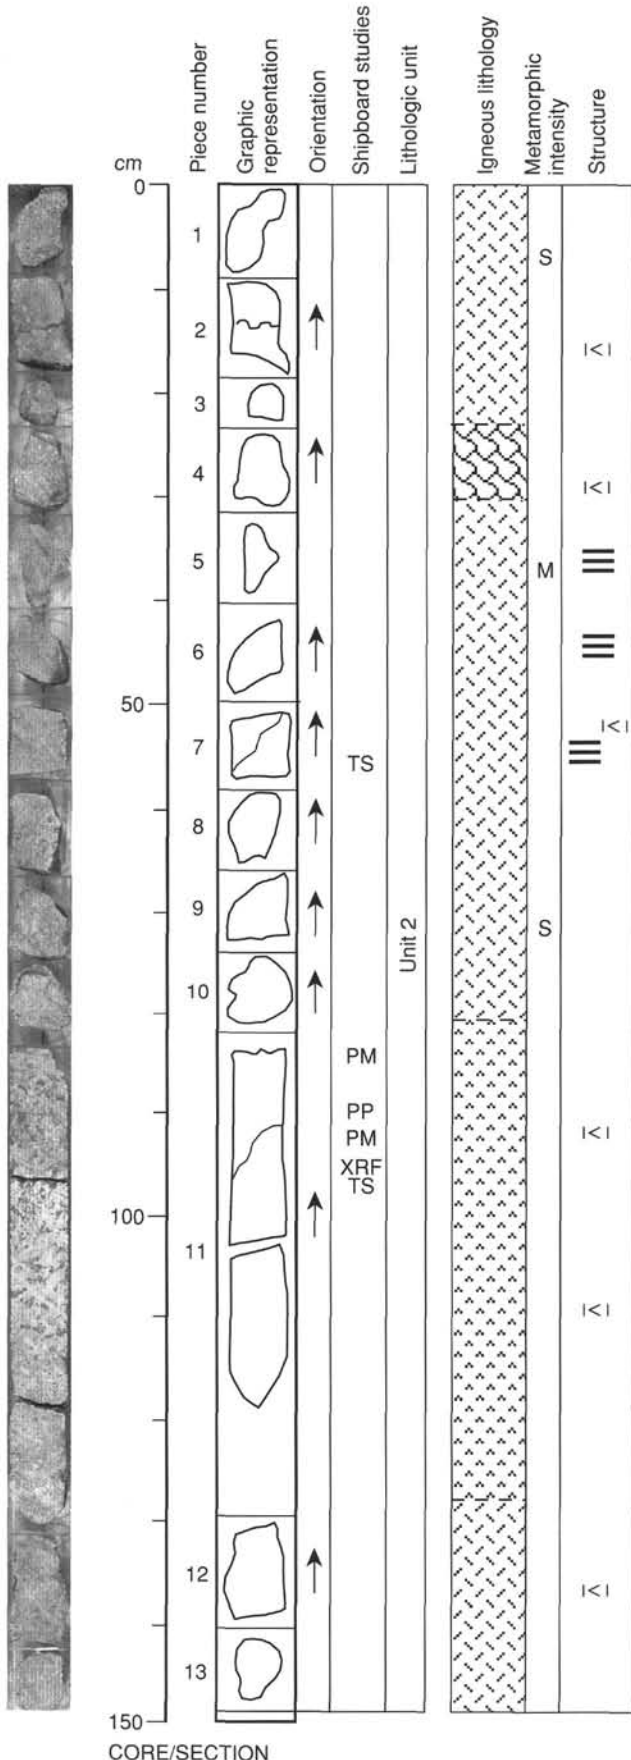 cm
Piece number
Graphic representation
Orientation
Shipboard studies
Lithologic unit
Igneous lithology
Metamorphic intensity
Structure
0
1
S
2
I<I
3
4
I<I
5
M
6
50
I<I
7
TS
8
9
Unit 2
S
10
PM
PP
I<I
PM
XRF
TS
100
11
I<I
12
I<I
13
150
CORE/SECTION